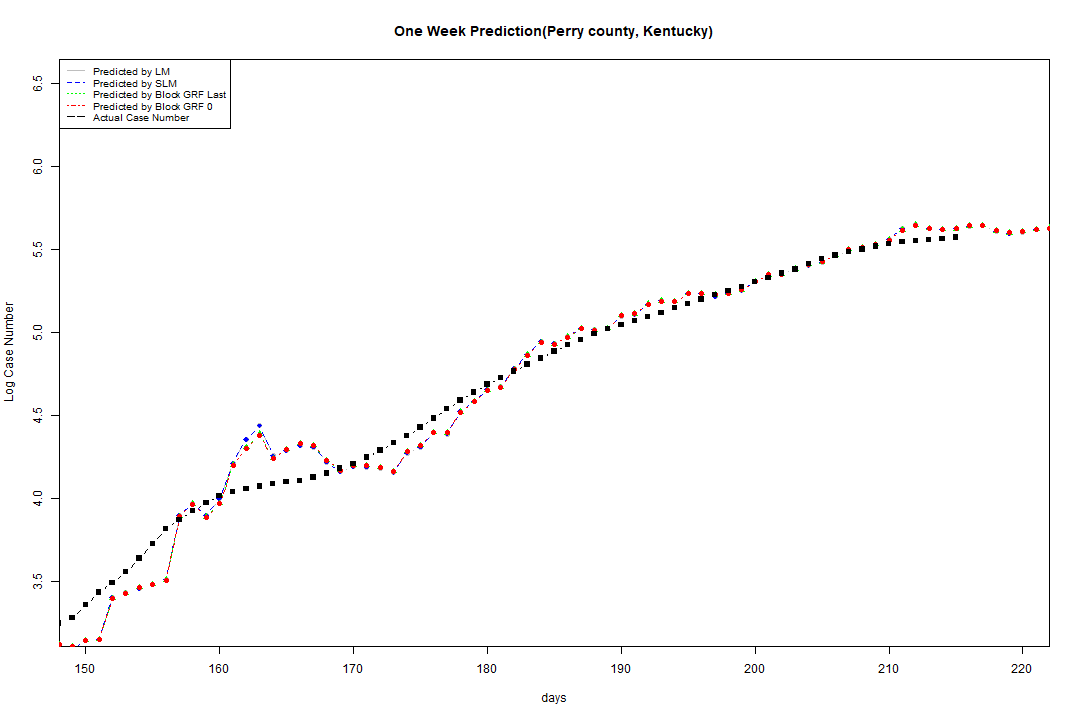 One Week Prediction(Perry county, Kentucky)
Predicted by LM
Predicted by SLM
Predicted by Block GRF Last
Predicted by Block GRF 0
Actual Case Number
6.5
6.0
5.5
5.0
4.5
4.0
3.5
Log Case Number
150 160 170 180 190 200 210 220
days